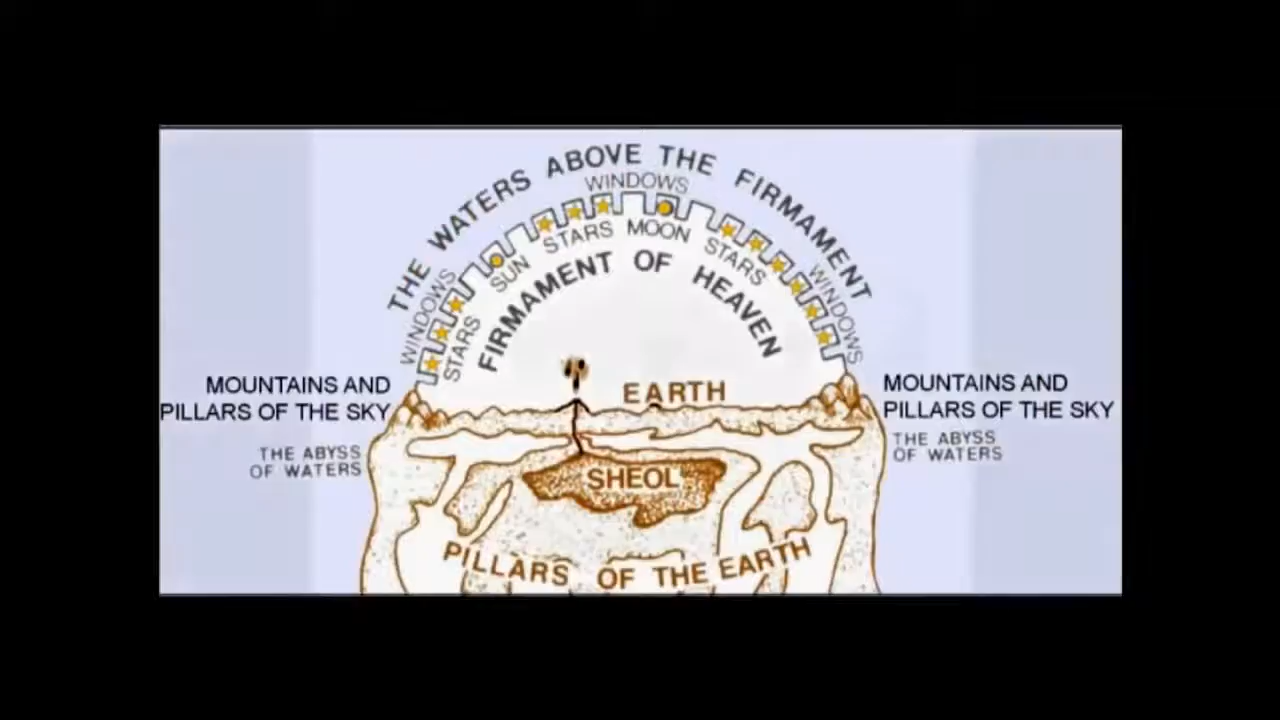 THE WATERS ABOVE THE FIRMAMENT
WINDOWS
WINDOWS
WINDOWS
STARS
SUN
STARS
MOON
STARS
FIRMAMENT OF HEAVEN
MOUNTAINS AND
PILLARS OF THE SKY
EARTH
MOUNTAINS AND
PILLARS OF THE SKY
THE ABYSS
OF WATERS
THE ABYSS
OF WATERS
SHEOL
PILLARS OF THE EARTH